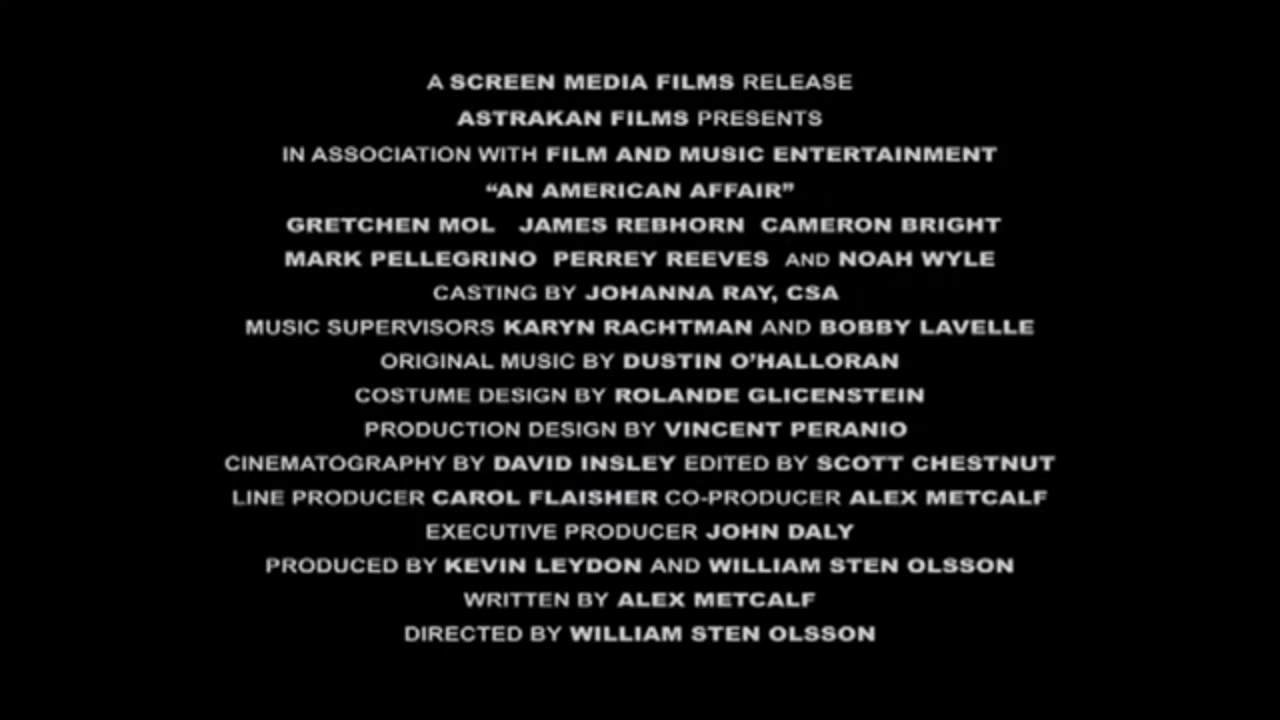 A SCREEN MEDIA FILMS RELEASE
ASTRAKAN FILMS PRESENTS
IN ASSOCIATION WITH FILM AND MUSIC ENTERTAINMENT
“AN AMERICAN AFFAIR”
GRETCHEN MOL JAMES REBHORN CAMERON BRIGHT
MARK PELLEGRINO PERREY REEVES AND NOAH WYLE
CASTING BY JOHANNA RAY, CSA
MUSIC SUPERVISORS KARYN RACHTMAN AND BOBBY LAVELLE
ORIGINAL MUSIC BY DUSTIN O’HALLORAN
COSTUME DESIGN BY ROLANDE GLICENSTEIN
PRODUCTION DESIGN BY VINCENT PERANIO
CINEMATOGRAPHY BY DAVID INSLEY EDITED BY SCOTT CHESTNUT
LINE PRODUCER CAROL FLAISHER CO-PRODUCER ALEX METCALF
EXECUTIVE PRODUCER JOHN DALY
PRODUCED BY KEVIN LEYDON AND WILLIAM STEN OLSSON
WRITTEN BY ALEX METCALF
DIRECTED BY WILLIAM STEN OLSSON